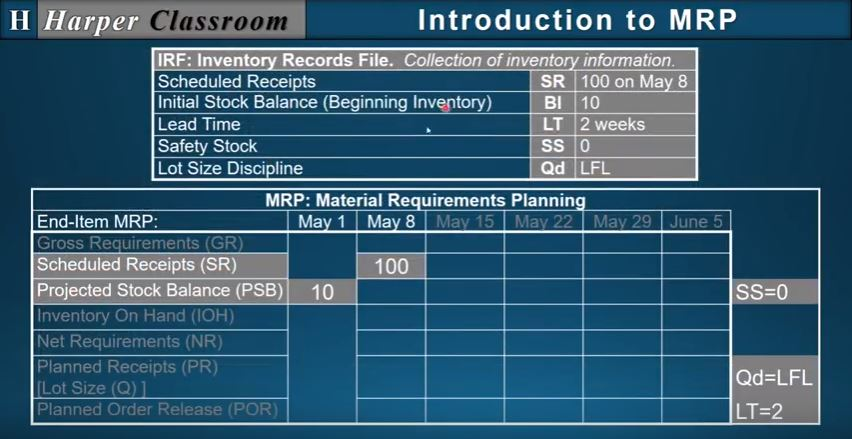 H Harper Classroom
Introduction to MRP
IRF: Inventory Records File. Collection of inventory information.
Scheduled Receipts SR 100 on May 8
Initial Stock Balance (Beginning Inventory) BI 10
Lead Time LT 2 weeks
Safety Stock SS 0
Lot Size Discipline Qd LFL
MRP: Material Requirements Planning
End-Item MRP: May 1 May 8 May 15 May 22 May 29 June 5
Gross Requirements (GR)
Scheduled Receipts (SR) 100
Projected Stock Balance (PSB) 10 SS=0
Inventory On Hand (IOH)
Net Requirements (NR)
Planned Receipts (PR)
[Lot Size (Q) ] Qd=LFL
Planned Order Release (POR) LT=2